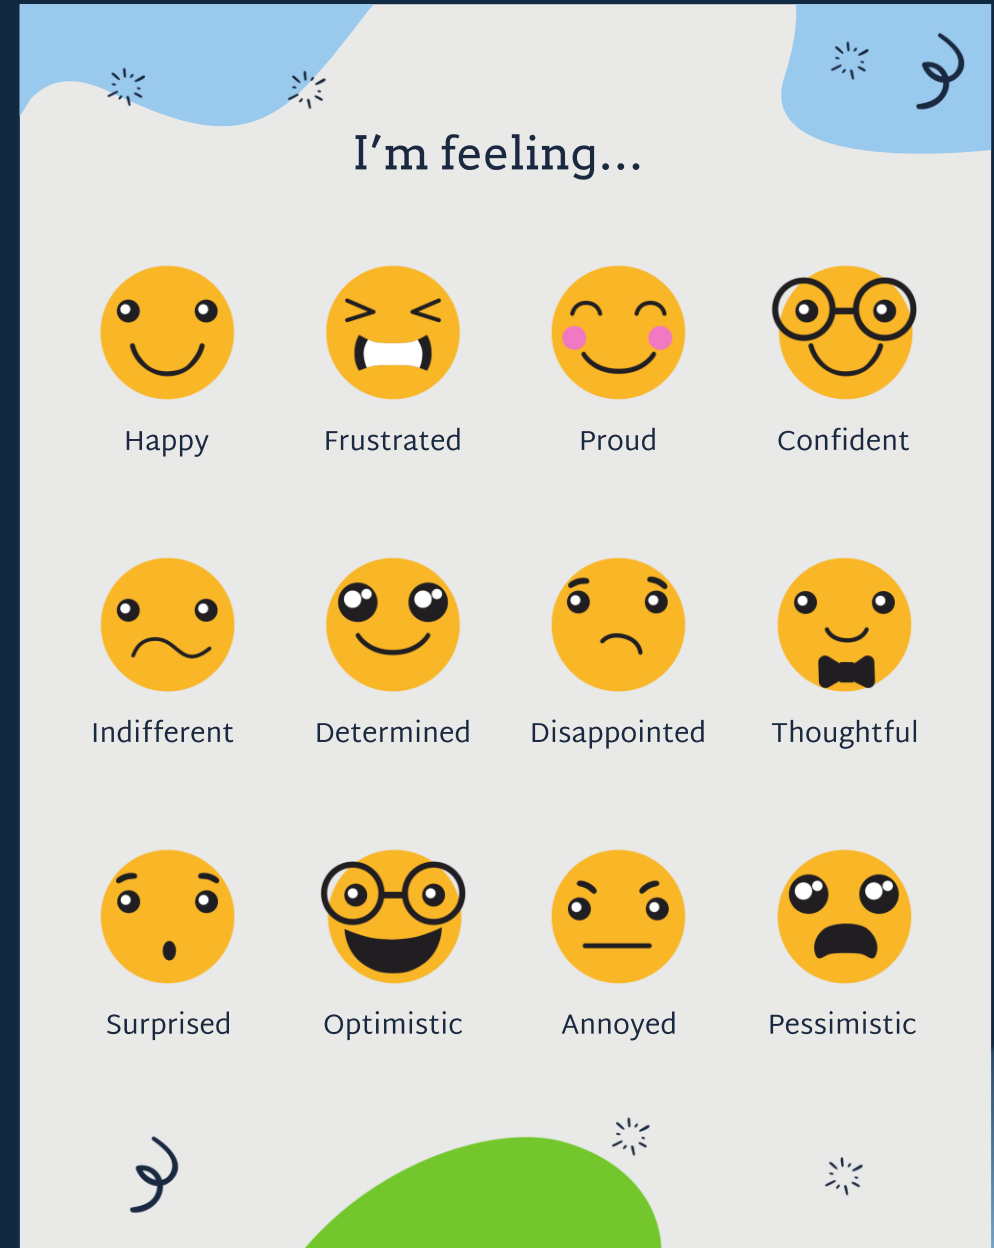 I’m feeling...
Happy Frustrated Proud Confident
Indifferent Determined Disappointed Thoughtful
Surprised Optimistic Annoyed Pessimistic